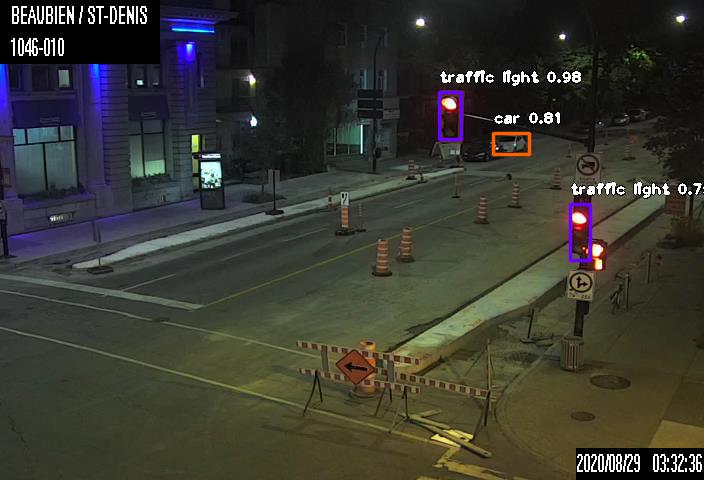 BEAUBIEN / ST-DENIS
1046-010
traffic light 0.98
car 0.81
traffic light 0.7
2020/08/29 03:32:36